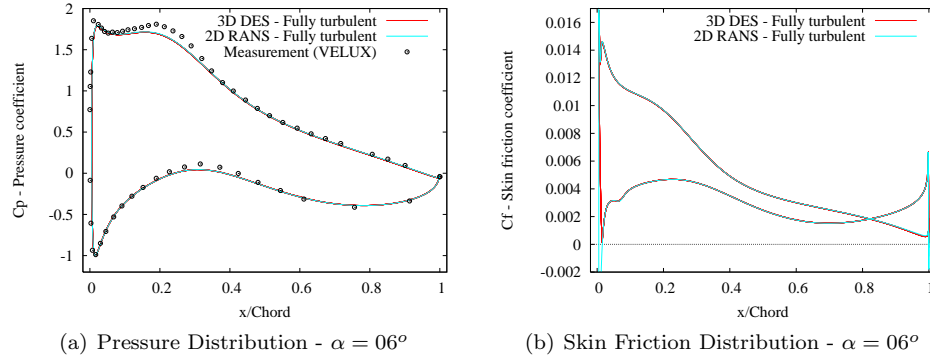 3D DES - Fully turbulent
2D RANS - Fully turbulent
Measurement (VELUX)
Cp - Pressure coefficient
2
1.5
1
0.5
0
-0.5
-1
0 0.2 0.4 0.6 0.8 1
x/Chord
(a) Pressure Distribution - α = 06°
3D DES - Fully turbulent
2D RANS - Fully turbulent
Cf - Skin friction coefficient
0.016
0.014
0.012
0.01
0.008
0.006
0.004
0.002
0
-0.002
0 0.2 0.4 0.6 0.8 1
x/Chord
(b) Skin Friction Distribution - α = 06°